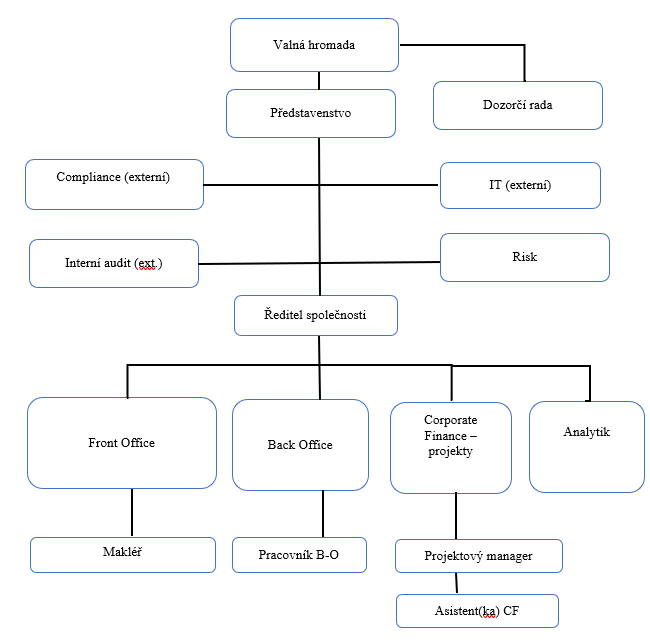 Valná hromada
Představenstvo
Dozorčí rada
Compliance (externí)
IT (externí)
Interní audit (ext.)
Risk
Ředitel společnosti
Front Office
Back Office
Corporate
Finance –
projekty
Analytik
Makléř
Pracovník B-O
Projektový manager
Asistent(ka) CF